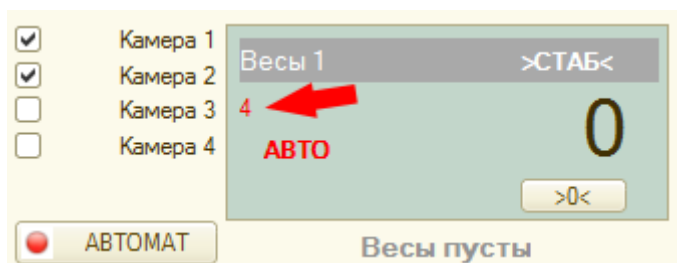 Камера 1
Камера 2
Камера 3
Камера 4
Весы 1 >СТАБ<
4
0
АВТО
>0<
АВТОМАТ
Весы пусты